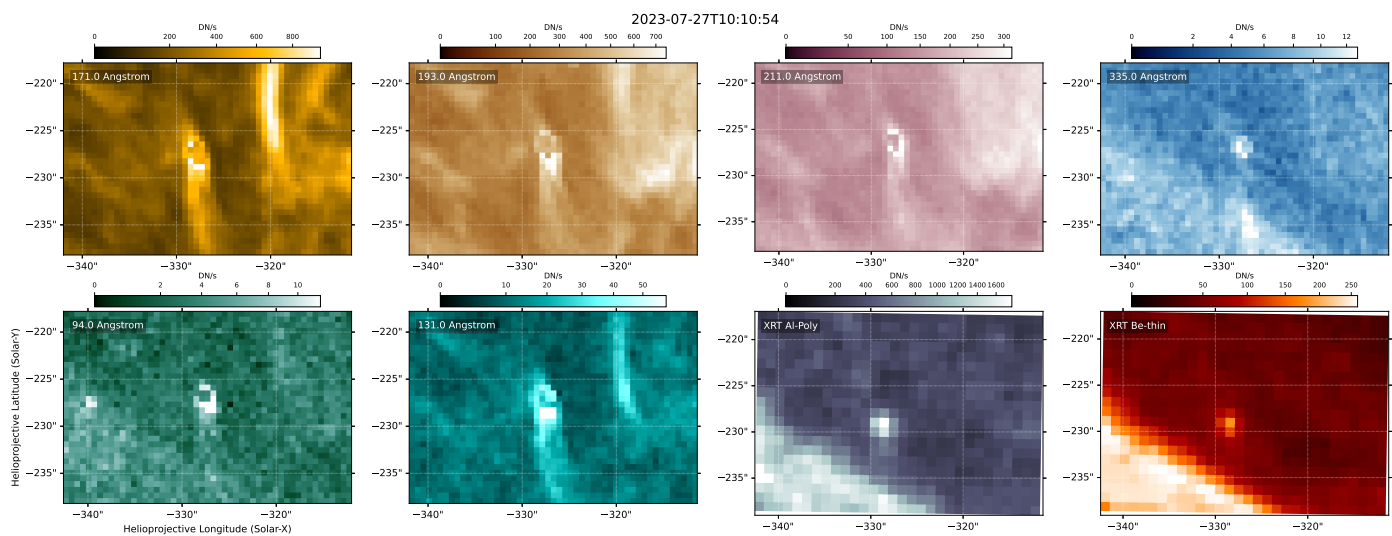 2023-07-27T10:10:54
DN/s DN/s DN/s DN/s
0 200 400 600 800 0 100 200 300 400 500 600 700 0 50 100 150 200 250 300 0 2 4 6 8 10 12
171.0 Angstrom 193.0 Angstrom 211.0 Angstrom 335.0 Angstrom
−220" −220" −220" −220"
−225" −225" −225" −225"
−230" −230" −230" −230"
−235" −235" −235" −235"
−340" −330" −320" −340" −330" −320" −340" −330" −320" −340" −330" −320"
DN/s DN/s DN/s DN/s
0 2 4 6 8 10 0 10 20 30 40 50 0 200 400 600 800 1000 1200 1400 1600 0 50 100 150 200 250
94.0 Angstrom 131.0 Angstrom XRT Al-Poly XRT Be-thin
−220" −220" −220" −220"
−225" −225" −225" −225"
−230" −230" −230" −230"
−235" −235" −235" −235"
−340" −330" −320" −340" −330" −320" −340" −330" −320" −340" −330" −320"
Helioprojective Latitude (Solar-Y)
Helioprojective Longitude (Solar-X)